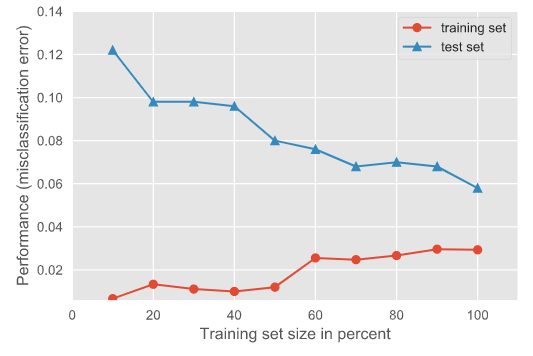 0.14
0.12
0.10
0.08
0.06
0.04
0.02
Performance (misclassification error)
training set
test set
0 20 40 60 80 100
Training set size in percent